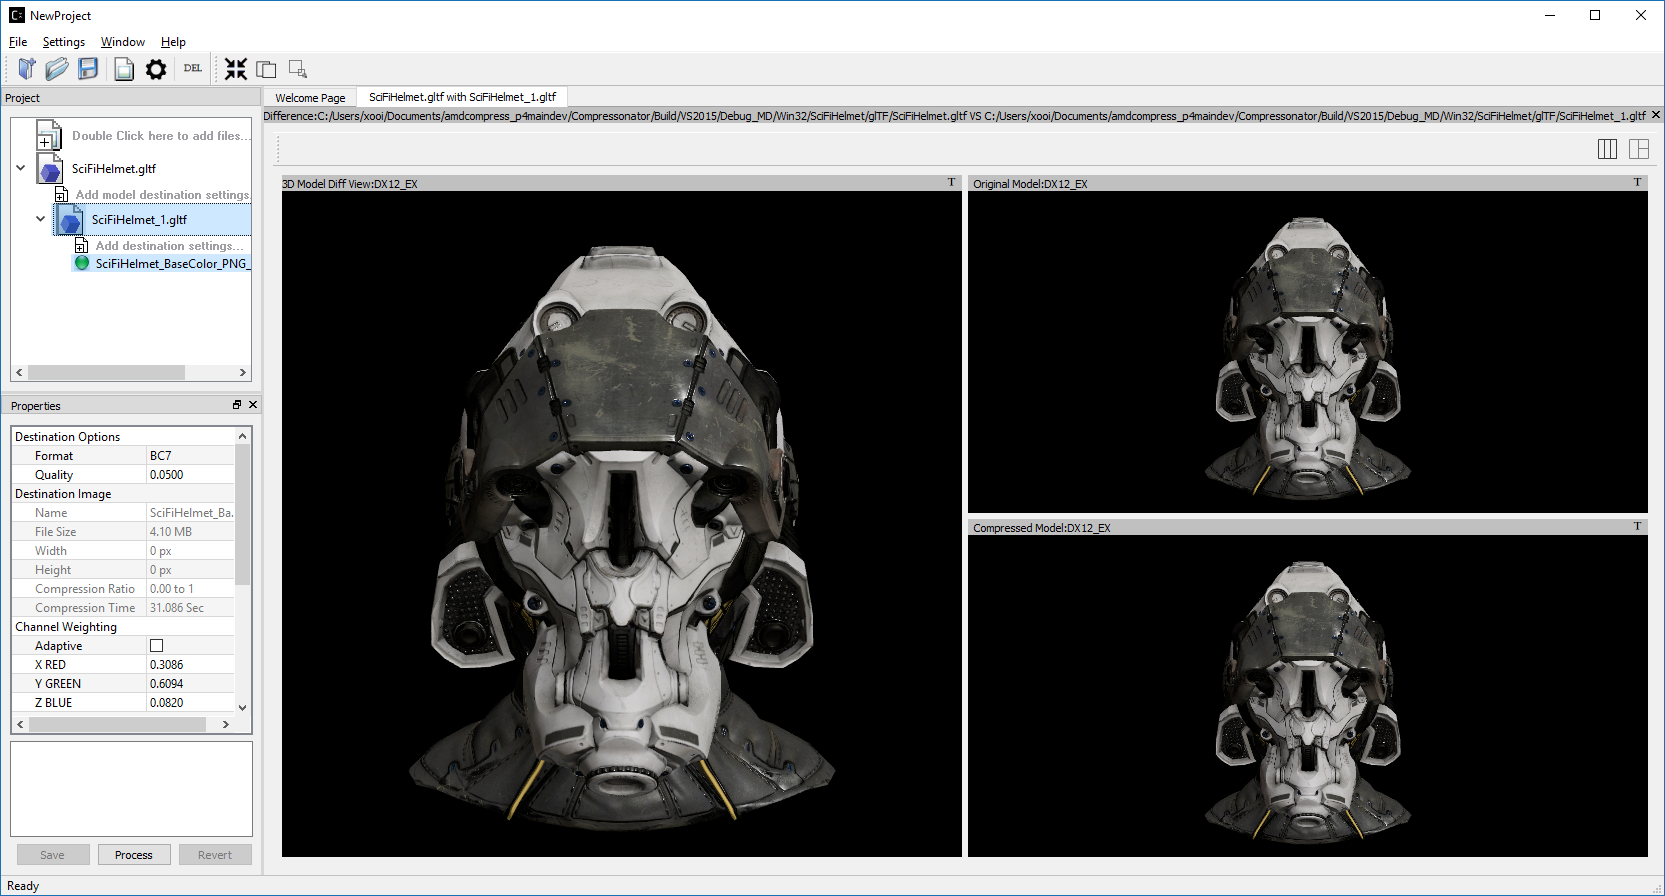 C: NewProject
File Settings Window Help
DEL
Project
Double Click here to add files...
SciFiHelmet.gltf
Add model destination settings
SciFiHelmet_1.gltf
Add destination settings...
SciFiHelmet_BaseColor_PNG_
Properties
Destination Options
Format BC7
Quality 0.0500
Destination Image
Name SciFiHelmet_Ba.
File Size 4.10 MB
Width 0 px
Height 0 px
Compression Ratio 0.00 to 1
Compression Time 31.086 Sec
Channel Weighting
Adaptive
X RED 0.3086
Y GREEN 0.6094
Z BLUE 0.0820
Save Process Revert
Ready
Welcome Page SciFiHelmet.gltf with SciFiHelmet_1.gltf
Difference:C:/Users/xooi/Documents/amdcompress_p4maindev/Compressonator/Build/VS2015/Debug_MD/Win32/SciFiHelmet/glTF/SciFiHelmet.gltf VS C:/Users/xooi/Documents/amdcompress_p4maindev/Compressonator/Build/VS2015/Debug_MD/Win32/SciFiHelmet/glTF/SciFiHelmet_1.gltf
3D Model Diff View:DX12_EX T
Original Model:DX12_EX T
Compressed Model:DX12_EX T